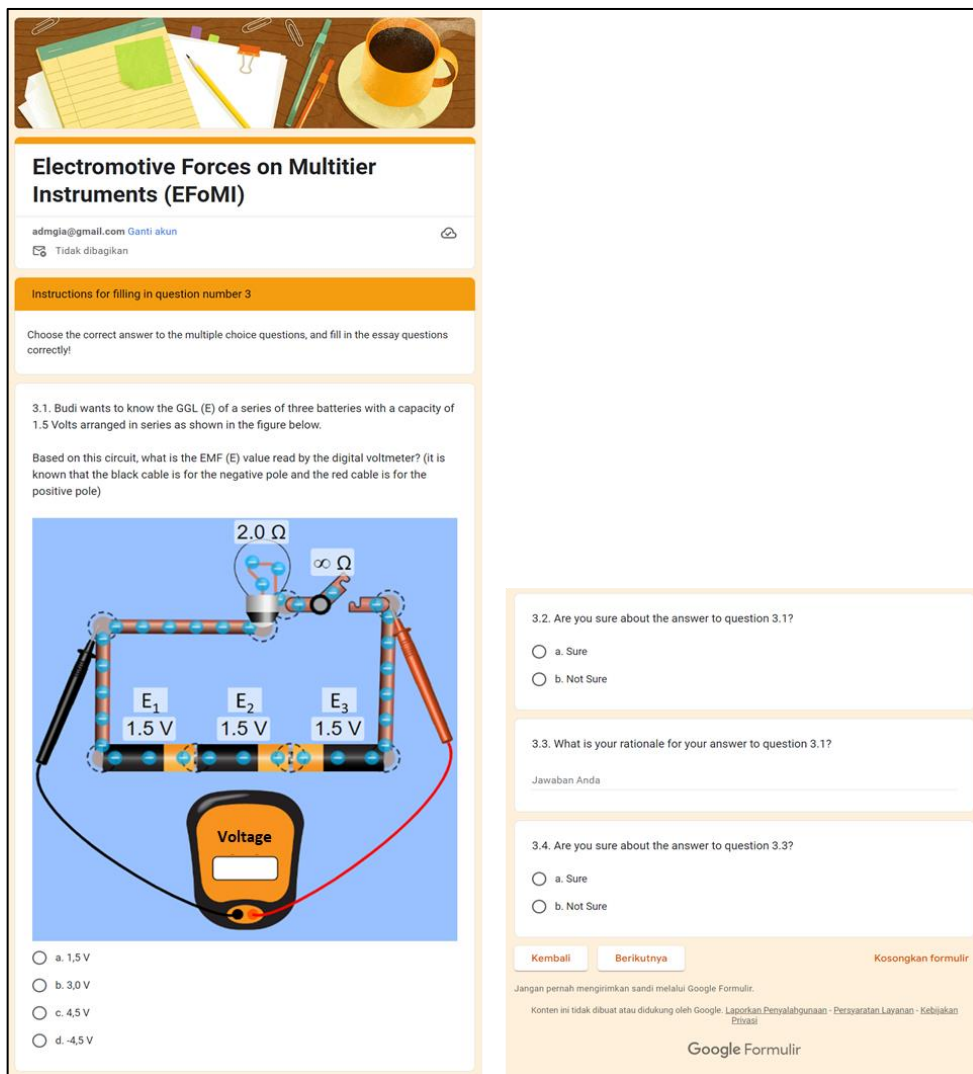 Electromotive Forces on Multitier
Instruments (EFoMI)
admgia@gmail.com Ganti akun
Tidak dibagikan
Instructions for filling in question number 3
Choose the correct answer to the multiple choice questions, and fill in the essay questions
correctly!
3.1. Budi wants to know the GGL (E) of a series of three batteries with a capacity of
1.5 Volts arranged in series as shown in the figure below.
Based on this circuit, what is the EMF (E) value read by the digital voltmeter? (it is
known that the black cable is for the negative pole and the red cable is for the
positive pole)
2.0 Ω
∞ Ω
E₁ E₂ E₃
1.5 V 1.5 V 1.5 V
Voltage
a. 1,5 V
b. 3,0 V
c. 4,5 V
d. -4,5 V
3.2. Are you sure about the answer to question 3.1?
a. Sure
b. Not Sure
3.3. What is your rationale for your answer to question 3.1?
Jawaban Anda
3.4. Are you sure about the answer to question 3.3?
a. Sure
b. Not Sure
Kembali Berikutnya Kosongkan formulir
Jangan pernah mengirimkan sandi melalui Google Formulir.
Konten ini tidak dibuat atau didukung oleh Google. Laporkan Penyalahgunaan - Persyaratan Layanan - Kebijakan
Privasi
Google Formulir